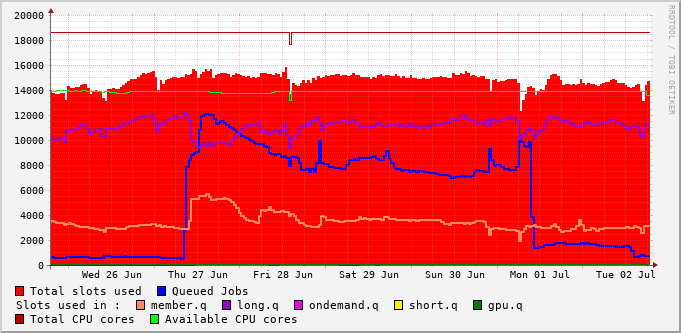 20000
18000
16000
14000
12000
10000
8000
6000
4000
2000
0
Wed 26 Jun Thu 27 Jun Fri 28 Jun Sat 29 Jun Sun 30 Jun Mon 01 Jul Tue 02 Jul
RRDTOOL / TOBI OETIKER
Total slots used Queued Jobs
Slots used in : member.q long.q ondemand.q short.q gpu.q
Total CPU cores Available CPU cores